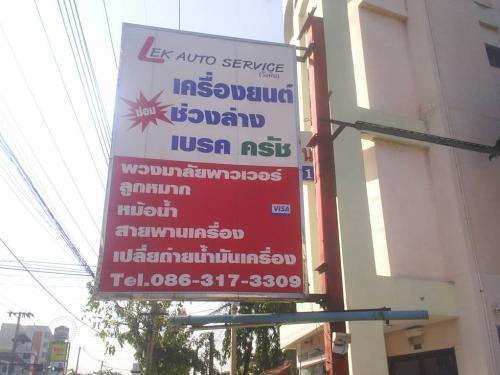 LEK AUTO SERVICE
(วังหิน)
ซ่อม
เครื่องยนต์
ช่วงล่าง
เบรค ครัช
พวงมาลัยพาวเวอร์
ลูกหมาก
หม้อน้ำ
VISA
สายพานเครื่อง
เปลี่ยถ่ายน้ำมันเครื่อง
Tel.086-317-3309
1